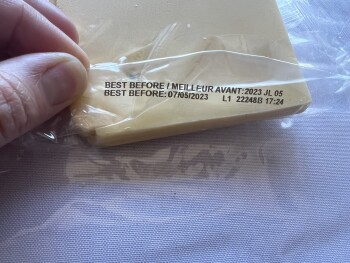 BEST BEFORE / MEILLEUR AVANT: 2023 JL 05
BEST BEFORE: 07/05/2023 L1 22248B 17:24